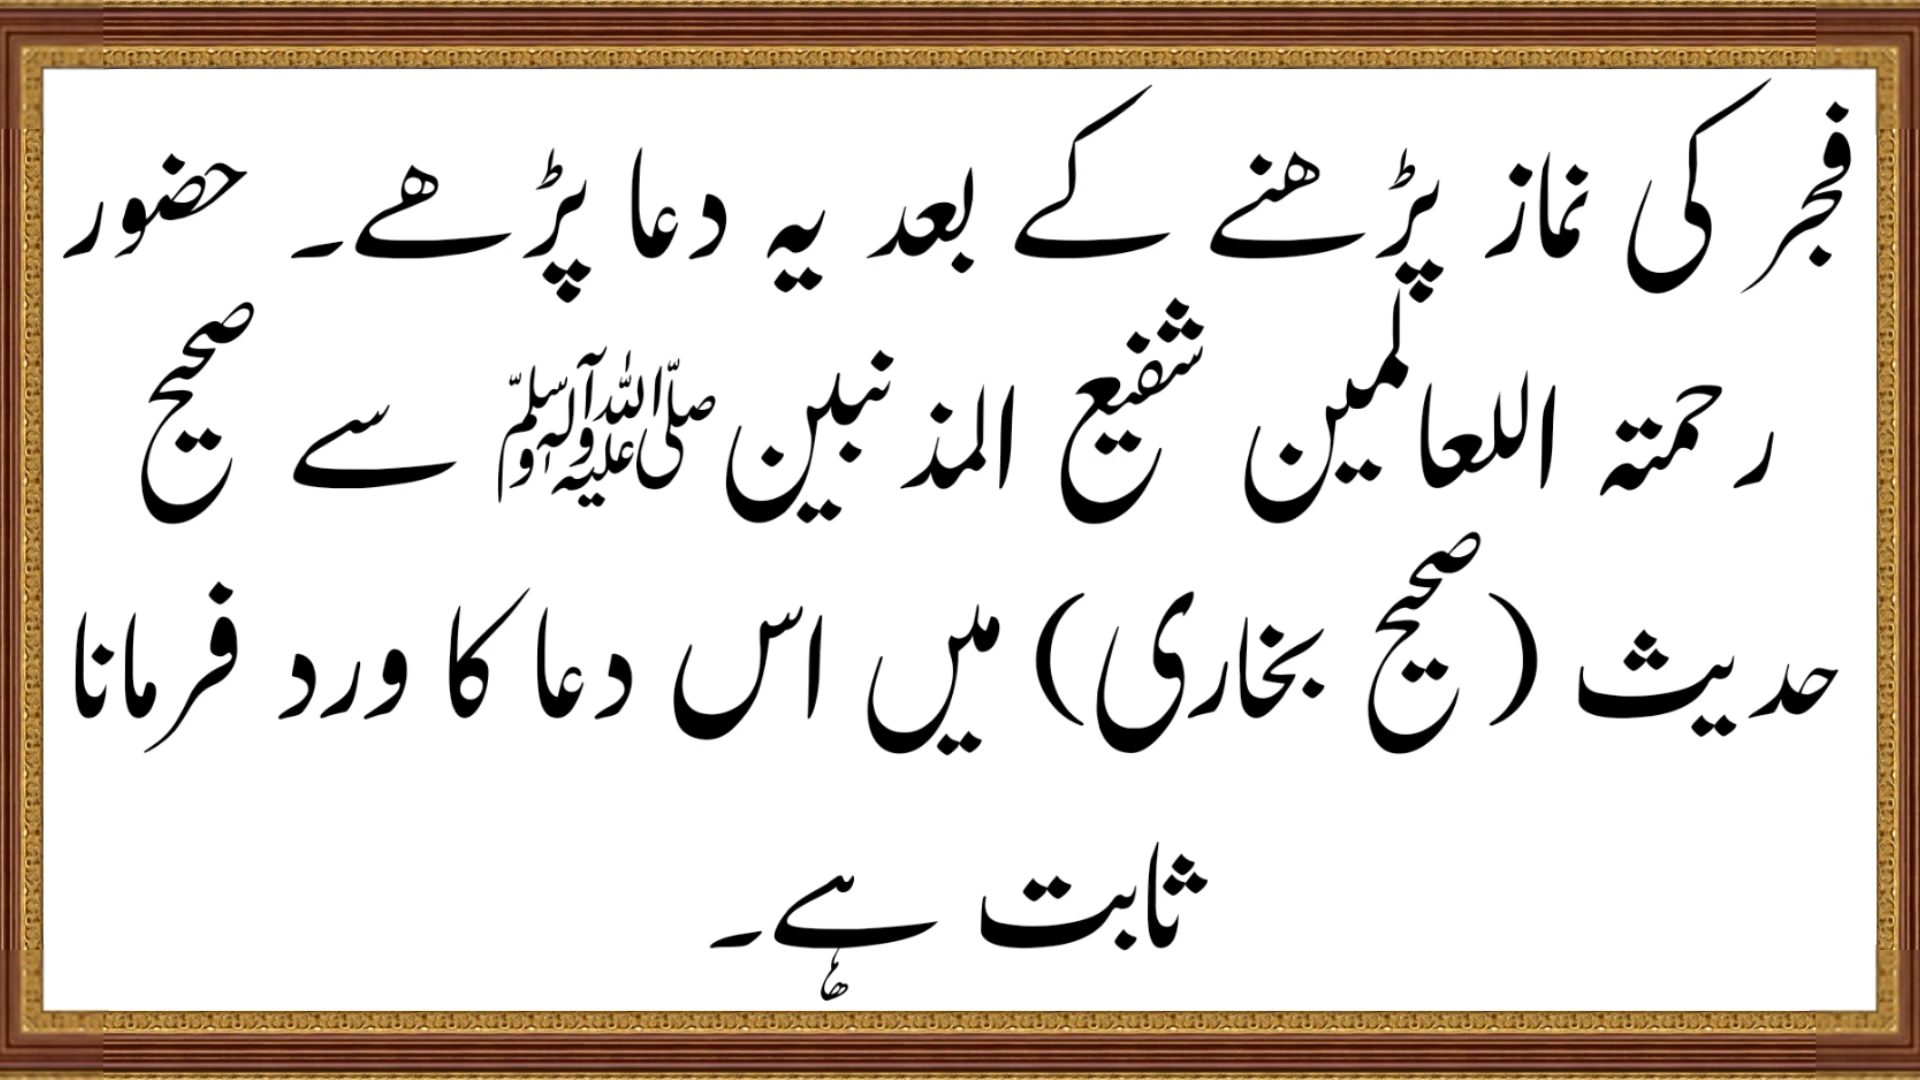 فجر کی نماز پڑھنے کے بعد یہ دعا پڑھے۔ حضور
رحمتہ اللعالمین شفیع المذنبین ﷺ سے صحیح
حدیث (صحیح بخاری) میں اس دعا کا ورد فرمانا
ثابت ہے۔